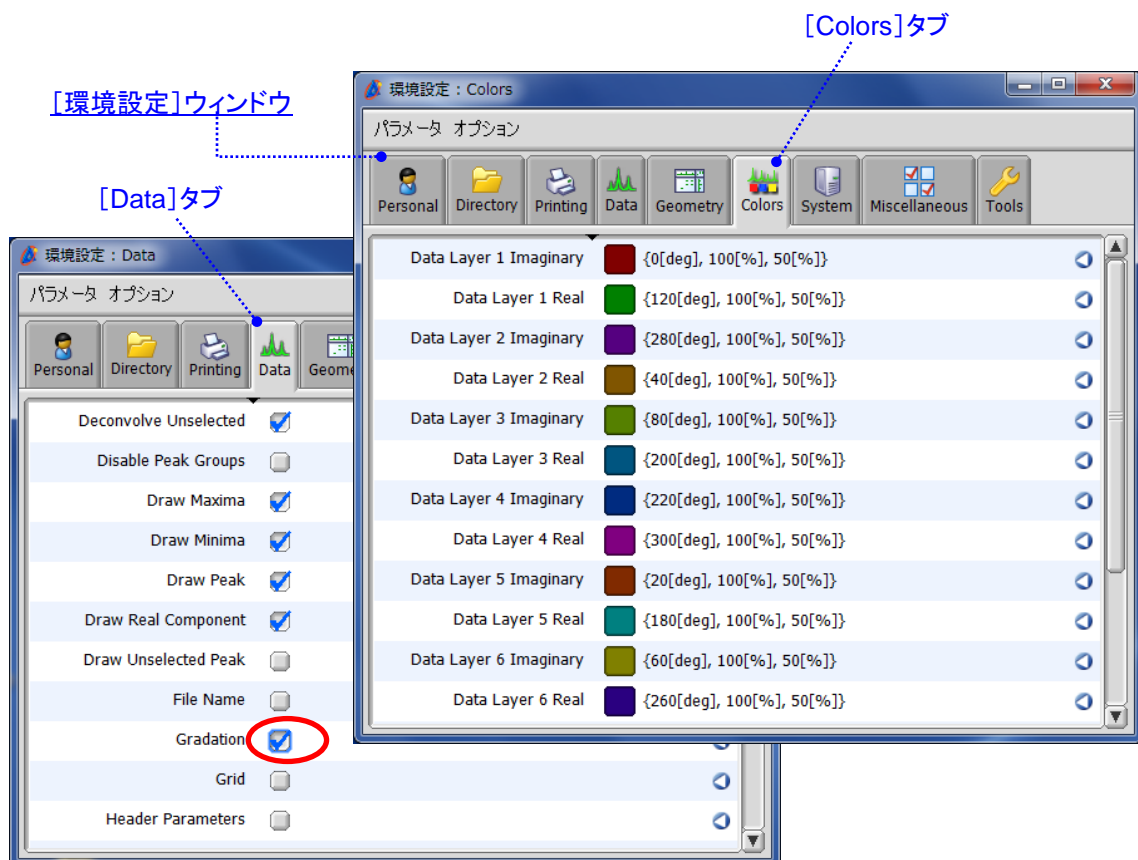 [Colors]タブ
[環境設定]ウィンドウ
[Data]タブ
環境設定 : Colors
パラメータ オプション
Personal Directory Printing Data Geometry Colors System Miscellaneous Tools
Data Layer 1 Imaginary {0[deg], 100[%], 50[%]}
Data Layer 1 Real {120[deg], 100[%], 50[%]}
Data Layer 2 Imaginary {280[deg], 100[%], 50[%]}
Data Layer 2 Real {40[deg], 100[%], 50[%]}
Data Layer 3 Imaginary {80[deg], 100[%], 50[%]}
Data Layer 3 Real {200[deg], 100[%], 50[%]}
Data Layer 4 Imaginary {220[deg], 100[%], 50[%]}
Data Layer 4 Real {300[deg], 100[%], 50[%]}
Data Layer 5 Imaginary {20[deg], 100[%], 50[%]}
Data Layer 5 Real {180[deg], 100[%], 50[%]}
Data Layer 6 Imaginary {60[deg], 100[%], 50[%]}
Data Layer 6 Real {260[deg], 100[%], 50[%]}
環境設定 : Data
パラメータ オプション
Personal Directory Printing Data Geome
Deconvolve Unselected
Disable Peak Groups
Draw Maxima
Draw Minima
Draw Peak
Draw Real Component
Draw Unselected Peak
File Name
Gradation
Grid
Header Parameters